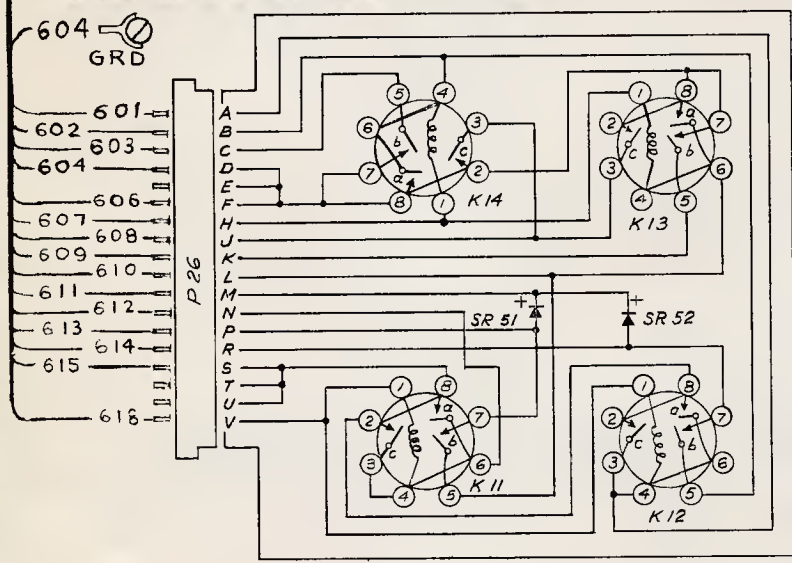 604
GRD
601
602
603
604
606
607
608
609
610
611
612
613
614
615
618
P26
A
B
C
D
E
F
H
J
K
L
M
N
P
R
S
T
U
V
5 4
6 3
b c
7 a 2
8 1
K14
1 8
2 a 7
c b
3 6
4 5
K13
+ SR 51
+ SR 52
1 8
2 a 7
c b
3 6
4 5
K11
1 8
2 a 7
c b
3 6
4 5
K12